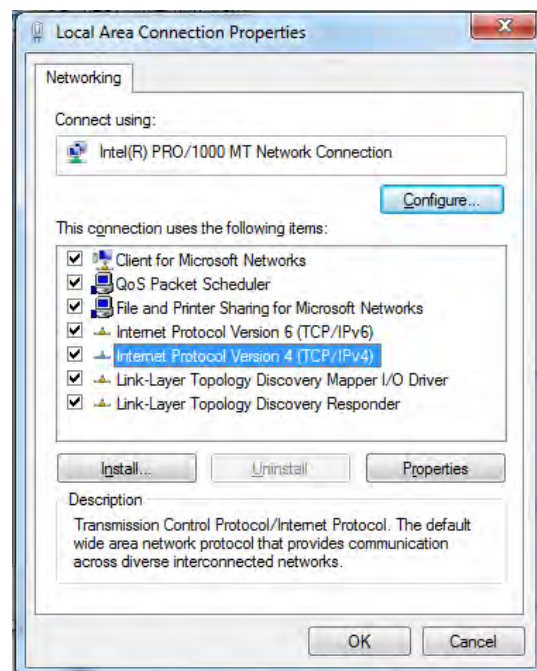 Local Area Connection Properties
Networking
Connect using:
Intel(R) PRO/1000 MT Network Connection
Configure...
This connection uses the following items:
Client for Microsoft Networks
QoS Packet Scheduler
File and Printer Sharing for Microsoft Networks
Internet Protocol Version 6 (TCP/IPv6)
Internet Protocol Version 4 (TCP/IPv4)
Link-Layer Topology Discovery Mapper I/O Driver
Link-Layer Topology Discovery Responder
Install...
Uninstall
Properties
Description
Transmission Control Protocol/Internet Protocol. The default
wide area network protocol that provides communication
across diverse interconnected networks.
OK
Cancel